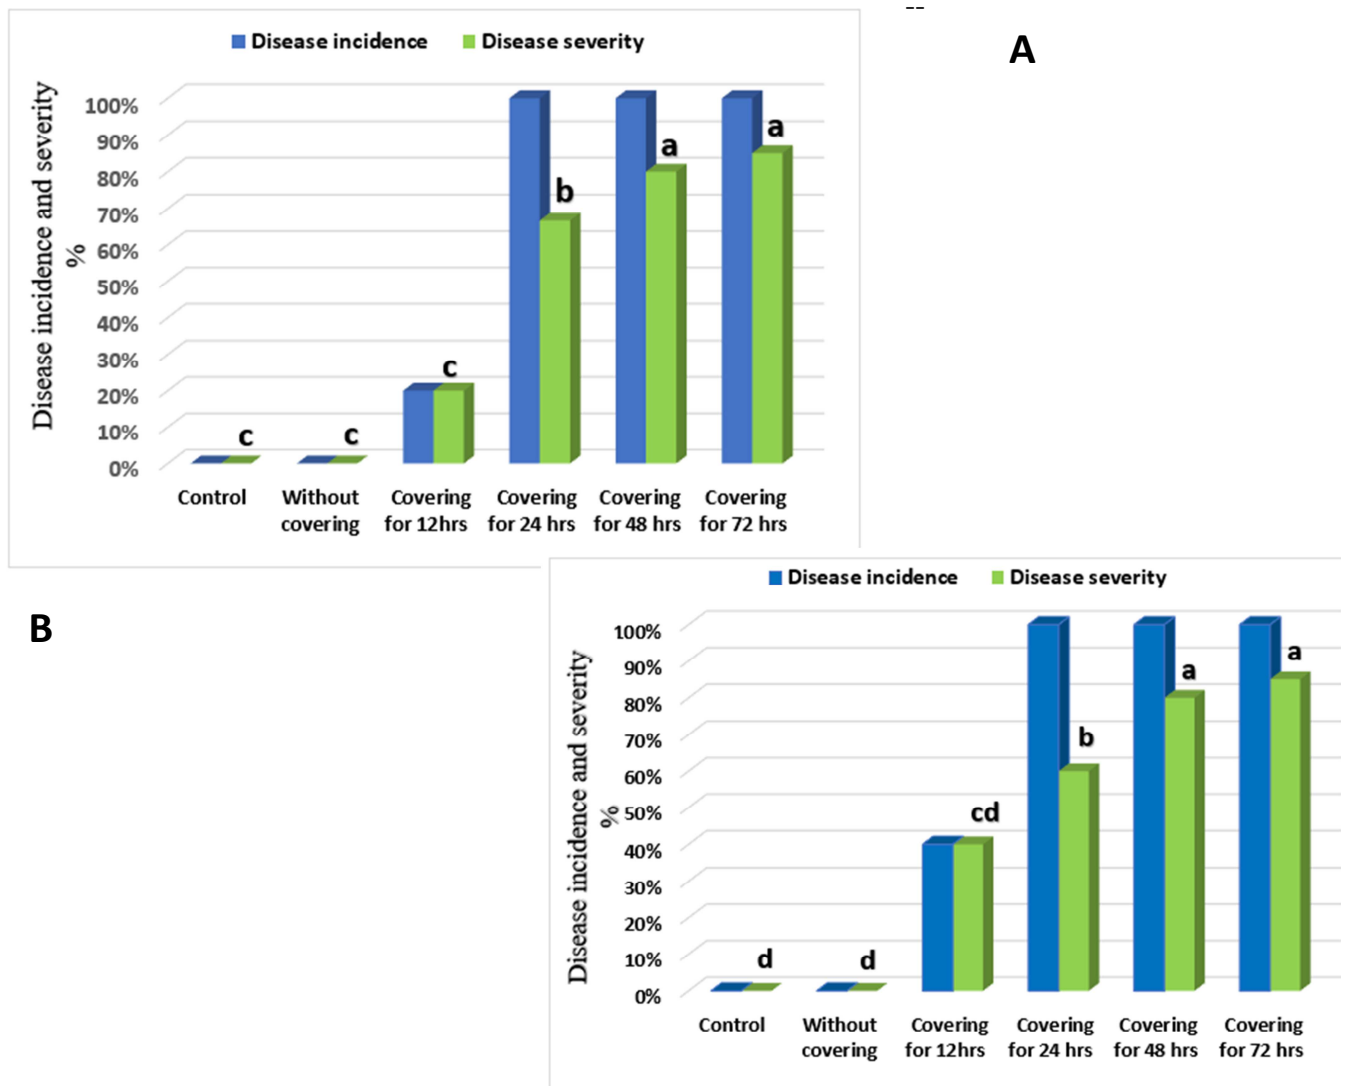 --
A
Disease incidence Disease severity
Disease incidence and severity
%
100%
90%
80%
70%
60%
50%
40%
30%
20%
10%
0%
a
a
b
c
c
c
Control Without Covering Covering Covering Covering
covering for 12hrs for 24 hrs for 48 hrs for 72 hrs
B
Disease incidence Disease severity
Disease incidence and severity
%
100%
90%
80%
70%
60%
50%
40%
30%
20%
10%
0%
a
a
b
cd
d
d
Control Without Covering Covering Covering Covering
covering for 12hrs for 24 hrs for 48 hrs for 72 hrs